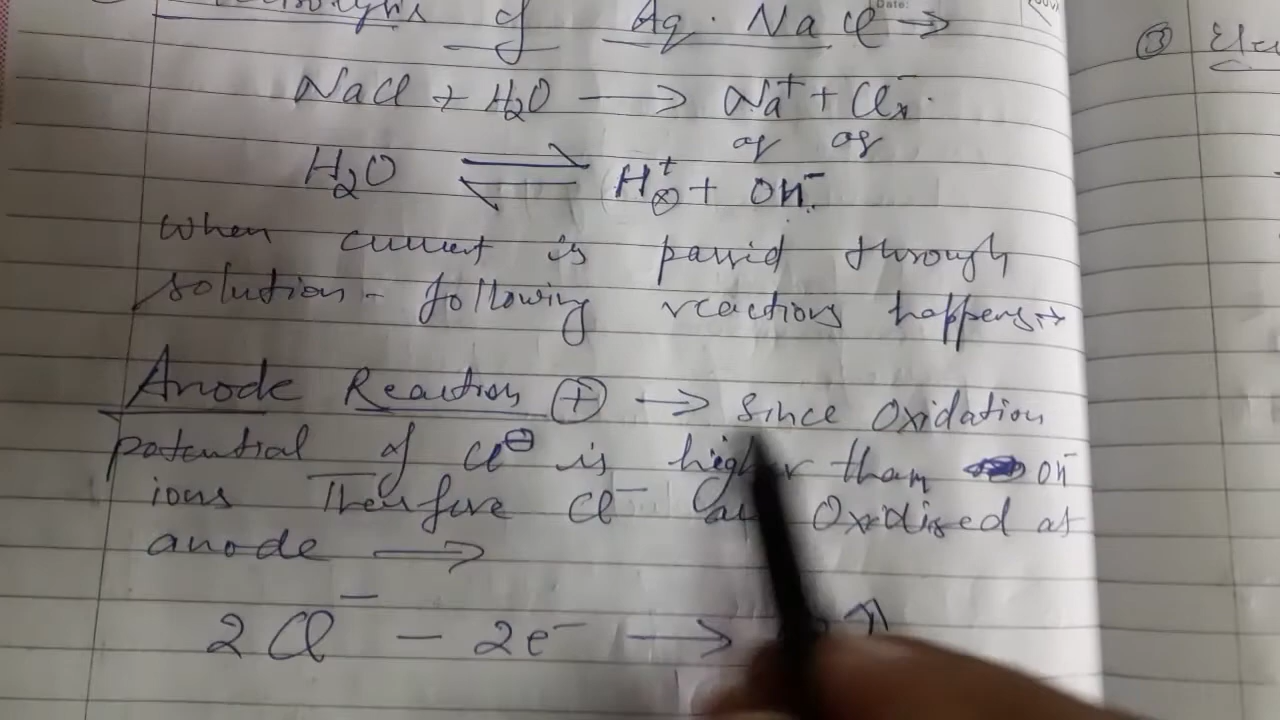 of Aq. NaCl →
NaCl + H₂O → Na⁺ + Cl⁻
aq aq
H₂O ⇌ H⁺ + OH⁻
When current is passid through
solution - following reactions happens →
Anode Reaction ⊕ → Since Oxidation
potential of Cl⊖ is higher than OH⁻
ions Therefore Cl⁻ Oxidised at
anode →
2Cl⁻ - 2e⁻ →
③